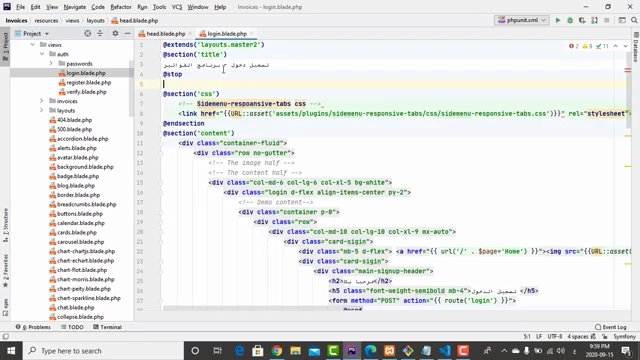 File Edit View Navigate Code Refactor Run Tools VCS Window Help Invoices - login.blade.php
Invoices resources views layouts head.blade.php phpunit.xml
Project head.blade.php login.blade.php
views
auth
passwords
login.blade.php
register.blade.php
verify.blade.php
invoices
layouts
404.blade.php
500.blade.php
accordion.blade.php
alerts.blade.php
avatar.blade.php
background.blade.php
badge.blade.php
blog.blade.php
border.blade.php
breadcrumbs.blade.php
buttons.blade.php
calendar.blade.php
cards.blade.php
carousel.blade.php
chart-chartjs.blade.php
chart-echart.blade.php
chart-flot.blade.php
chart-morris.blade.php
chart-peity.blade.php
chart-sparkline.blade.php
chat.blade.php
2 9 11
1 @extends('layouts.master2')
2 @section('title')
3 تسجيل دخول - برنامج الفواتير
4 @stop
5
6 @section('css')
7 <!-- Sidemenu-respoansive-tabs css -->
8 <link href="{{URL::asset('assets/plugins/sidemenu-responsive-tabs/css/sidemenu-responsive-tabs.css')}}" rel="stylesheet">
9 @endsection
10 @section('content')
11 <div class="container-fluid">
12 <div class="row no-gutter">
13 <!-- The image half -->
14 <!-- The content half -->
15 <div class="col-md-6 col-lg-6 col-xl-5 bg-white">
16 <div class="login d-flex align-items-center py-2">
17 <!-- Demo content-->
18 <div class="container p-0">
19 <div class="row">
20 <div class="col-md-10 col-lg-10 col-xl-9 mx-auto">
21 <div class="card-sigin">
22 <div class="mb-5 d-flex"> <a href="{{ url('/' . $page='Home') }}"><img src="{{URL::asset(
23 <div class="card-sigin">
24 <div class="main-signup-header">
25 <h2>مرحبا بك</h2>
26 <h5 class="font-weight-semibold mb-4"> تسجيل الدخول</h5>
27 <form method="POST" action="{{ route('login') }}">
28 @csrf
Z: Structure
2: Favorites
npm
6: TODO Terminal Event Log
5:1 LF UTF-8 4 spaces Symfony
Type here to search
9:59 PM
2020-09-15